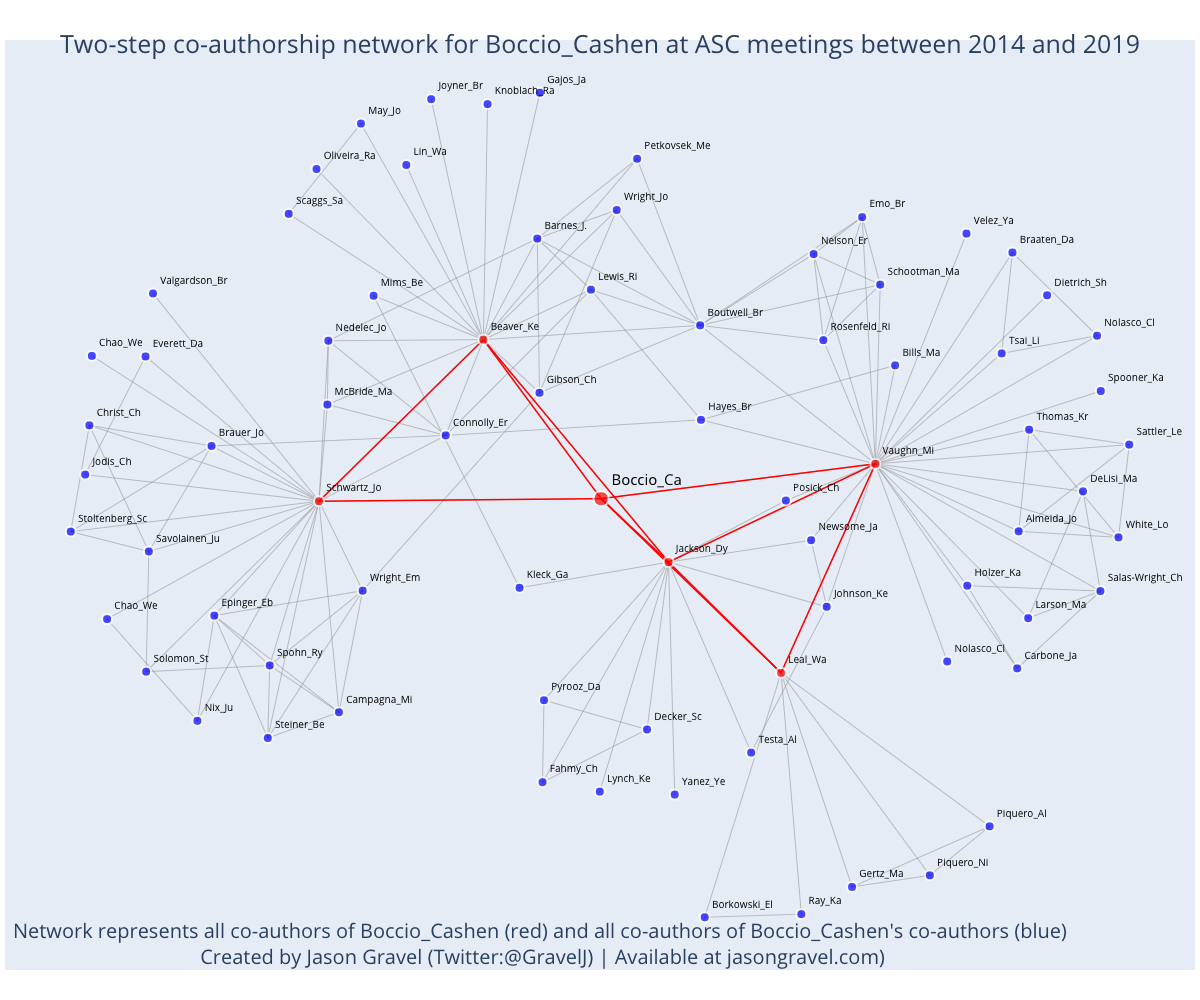 Two-step co-authorship network for Boccio_Cashen at ASC meetings between 2014 and 2019
Gajos_Ja
Joyner_Br
Knoblach_Ra
May_Jo
Lin_Wa
Oliveira_Ra
Petkovsek_Me
Scaggs_Sa
Wright_Jo
Emo_Br
Velez_Ya
Barnes_J.
Nelson_Er
Braaten_Da
Valgardson_Br
Mims_Be
Lewis_Ri
Schootman_Ma
Dietrich_Sh
Nedelec_Jo
Beaver_Ke
Boutwell_Br
Rosenfeld_Ri
Nolasco_Cl
Chao_We
Everett_Da
Tsai_Li
Bills_Ma
McBride_Ma
Gibson_Ch
Spooner_Ka
Christ_Ch
Connolly_Er
Hayes_Br
Thomas_Kr
Brauer_Jo
Sattler_Le
Vaughn_Mi
Jodis_Ch
Schwartz_Jo
Boccio_Ca
Posick_Ch
DeLisi_Ma
Stoltenberg_Sc
Newsome_Ja
Almeida_Jo
White_Lo
Savolainen_Ju
Jackson_Dy
Wright_Em
Kleck_Ga
Holzer_Ka
Salas-Wright_Ch
Chao_We
Epinger_Eb
Johnson_Ke
Larson_Ma
Solomon_St
Spohn_Ry
Leal_Wa
Nolasco_Cl
Carbone_Ja
Nix_Ju
Steiner_Be
Campagna_Mi
Pyrooz_Da
Decker_Sc
Testa_Al
Fahmy_Ch
Lynch_Ke
Yanez_Ye
Piquero_Al
Gertz_Ma
Piquero_Ni
Borkowski_El
Ray_Ka
Network represents all co-authors of Boccio_Cashen (red) and all co-authors of Boccio_Cashen's co-authors (blue)
Created by Jason Gravel (Twitter:@GravelJ) | Available at jasongravel.com)